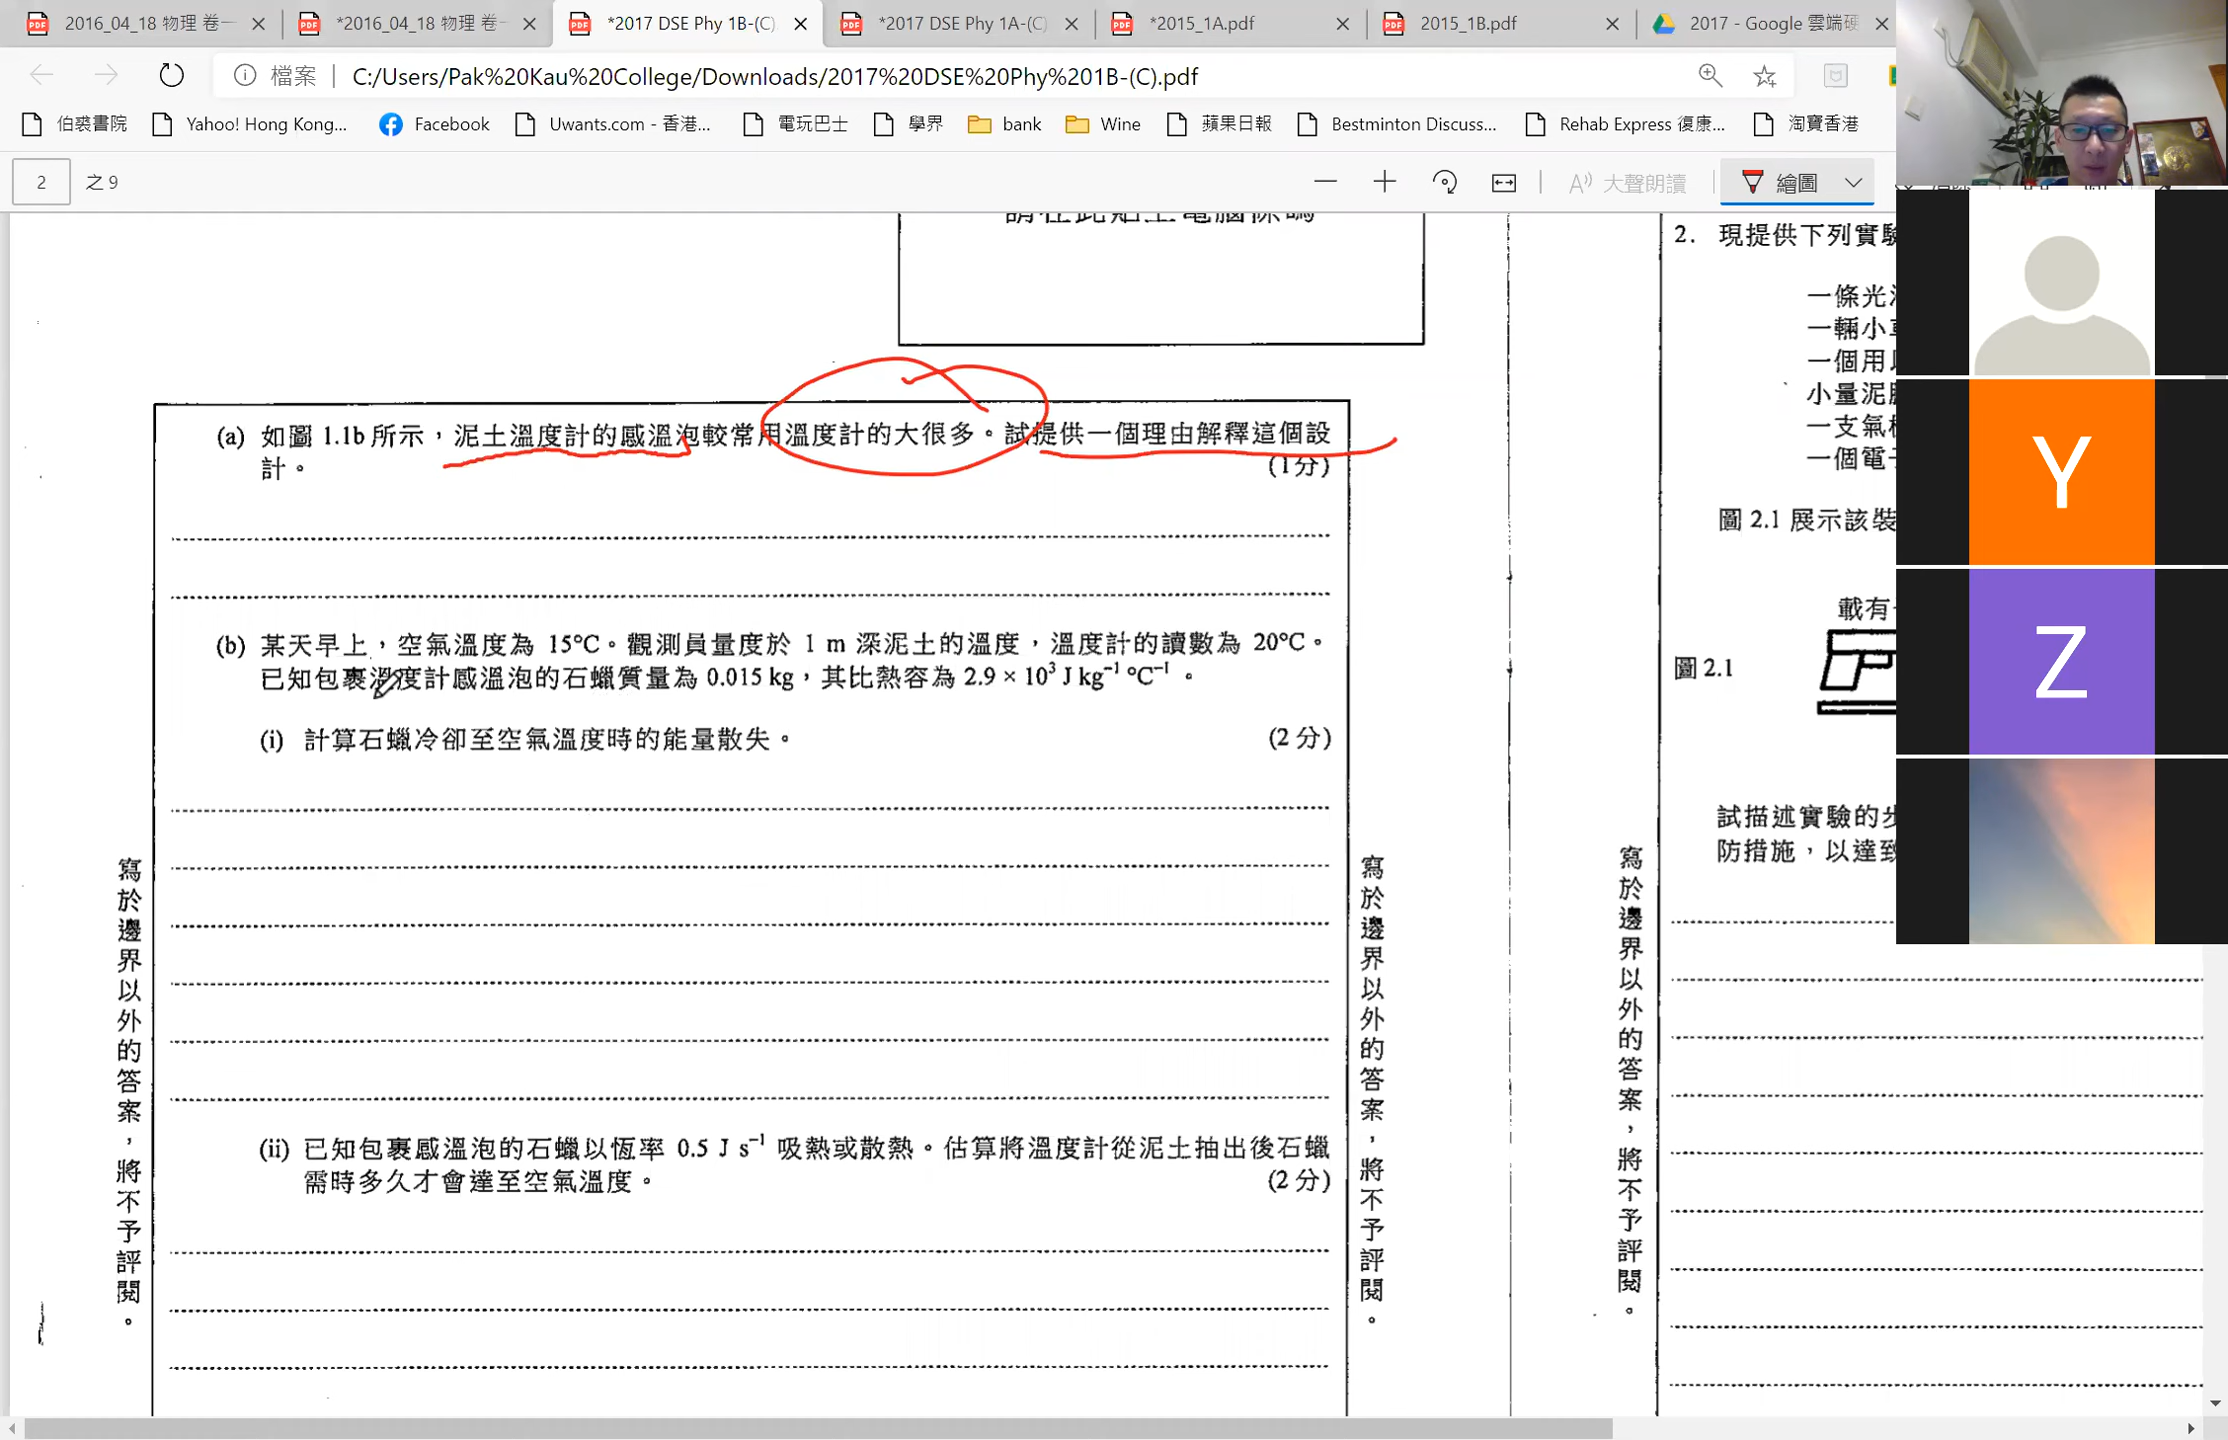 2016_04_18 物理 卷一
*2016_04_18 物理 卷一
*2017 DSE Phy 1B-(C)
*2017 DSE Phy 1A-(C)
*2015_1A.pdf
2015_1B.pdf
2017 - Google 雲端硬
檔案
C:/Users/Pak%20Kau%20College/Downloads/2017%20DSE%20Phy%201B-(C).pdf
伯裘書院
Yahoo! Hong Kong...
Facebook
Uwants.com - 香港...
電玩巴士
學界
bank
Wine
蘋果日報
Bestminton Discuss...
Rehab Express 復康...
淘寶香港
2 之 9
大聲朗讀
繪圖
(a) 如圖 1.1b 所示，泥土溫度計的感溫泡較常用溫度計的大很多。試提供一個理由解釋這個設
計。 (1分)
(b) 某天早上，空氣溫度為 15°C。觀測員量度於 1 m 深泥土的溫度，溫度計的讀數為 20°C。
已知包裹溫度計感溫泡的石蠟質量為 0.015 kg，其比熱容為 2.9 × 10³ J kg⁻¹ °C⁻¹。
(i) 計算石蠟冷卻至空氣溫度時的能量散失。 (2 分)
(ii) 已知包裹感溫泡的石蠟以恆率 0.5 J s⁻¹ 吸熱或散熱。估算將溫度計從泥土抽出後石蠟
需時多久才會達至空氣溫度。 (2 分)
寫於邊界以外的答案，將不予評閱。
寫於邊界以外的答案，將不予評閱。
寫於邊界以外的答案，將不予評閱。
2. 現提供下列實驗
一條光
一輛小
一個用
小量泥
一支氣
一個電
圖 2.1 展示該裝
載有
圖 2.1
試描述實驗的步
防措施，以達致
Y
Z